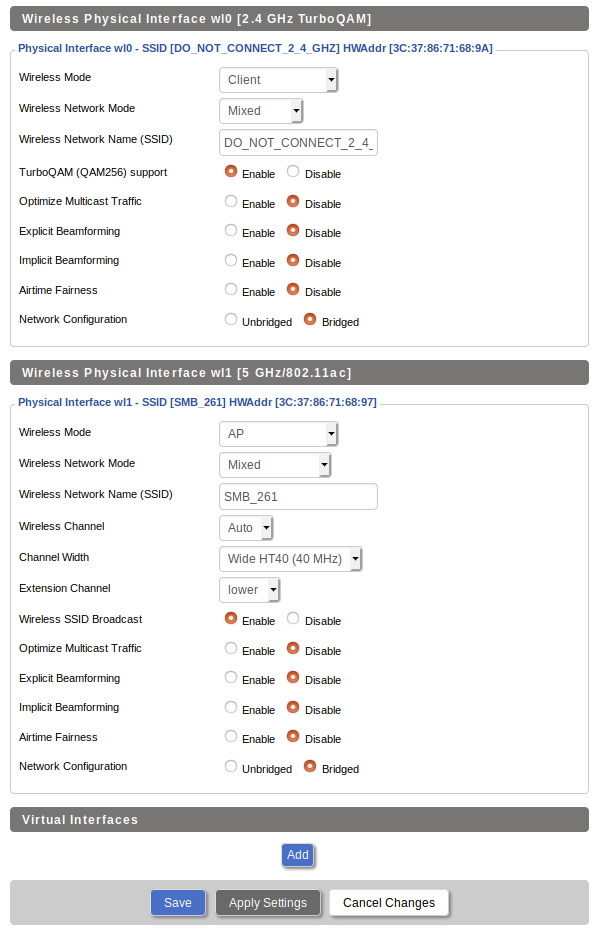 Wireless Physical Interface wl0 [2.4 GHz TurboQAM]
Physical Interface wl0 - SSID [DO_NOT_CONNECT_2_4_GHZ] HWAddr [3C:37:86:71:68:9A]
Wireless Mode Client
Wireless Network Mode Mixed
Wireless Network Name (SSID) DO_NOT_CONNECT_2_4_
TurboQAM (QAM256) support Enable Disable
Optimize Multicast Traffic Enable Disable
Explicit Beamforming Enable Disable
Implicit Beamforming Enable Disable
Airtime Fairness Enable Disable
Network Configuration Unbridged Bridged
Wireless Physical Interface wl1 [5 GHz/802.11ac]
Physical Interface wl1 - SSID [SMB_261] HWAddr [3C:37:86:71:68:97]
Wireless Mode AP
Wireless Network Mode Mixed
Wireless Network Name (SSID) SMB_261
Wireless Channel Auto
Channel Width Wide HT40 (40 MHz)
Extension Channel lower
Wireless SSID Broadcast Enable Disable
Optimize Multicast Traffic Enable Disable
Explicit Beamforming Enable Disable
Implicit Beamforming Enable Disable
Airtime Fairness Enable Disable
Network Configuration Unbridged Bridged
Virtual Interfaces
Add
Save Apply Settings Cancel Changes